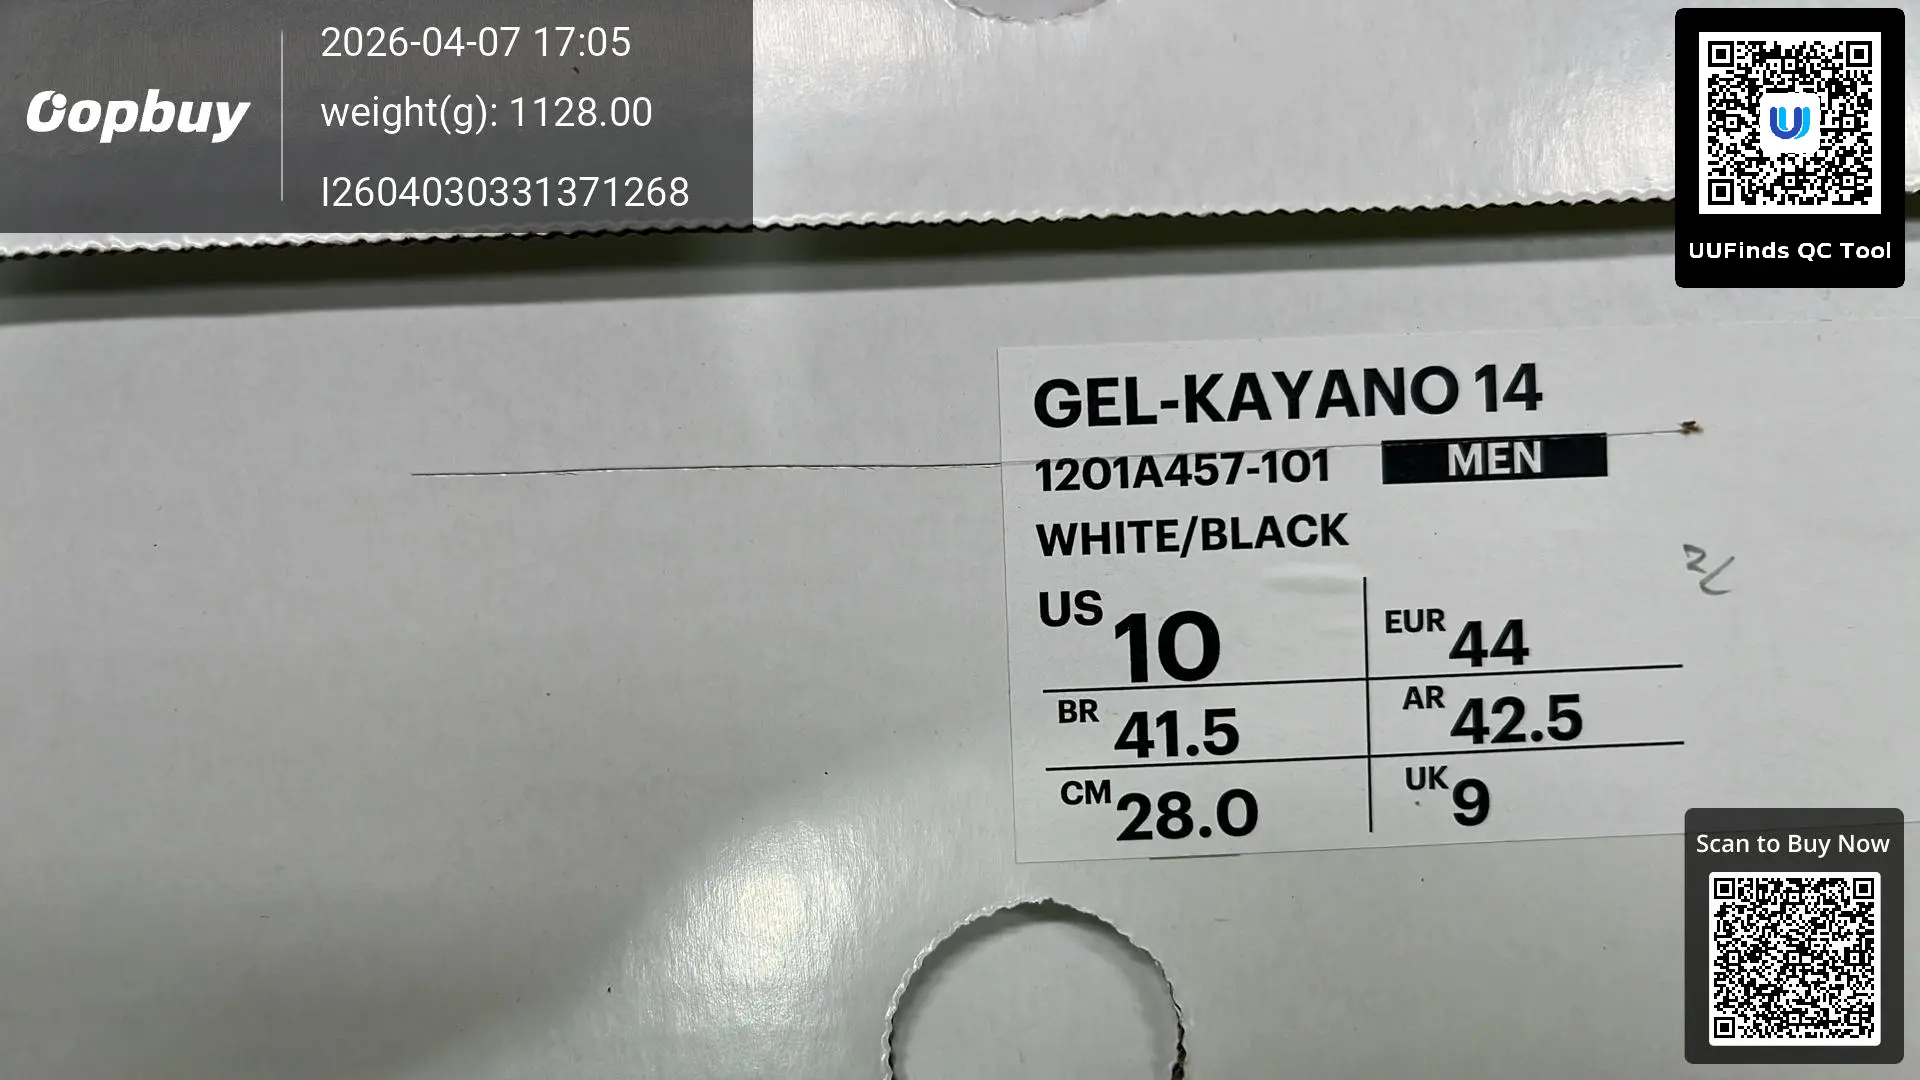 Oopbuy
2026-04-07 17:05
weight(g): 1128.00
I2604030331371268
UUFinds QC Tool
GEL-KAYANO 14
1201A457-101 MEN
WHITE/BLACK
US 10 EUR 44
BR 41.5 AR 42.5
CM 28.0 UK 9
Scan to Buy Now